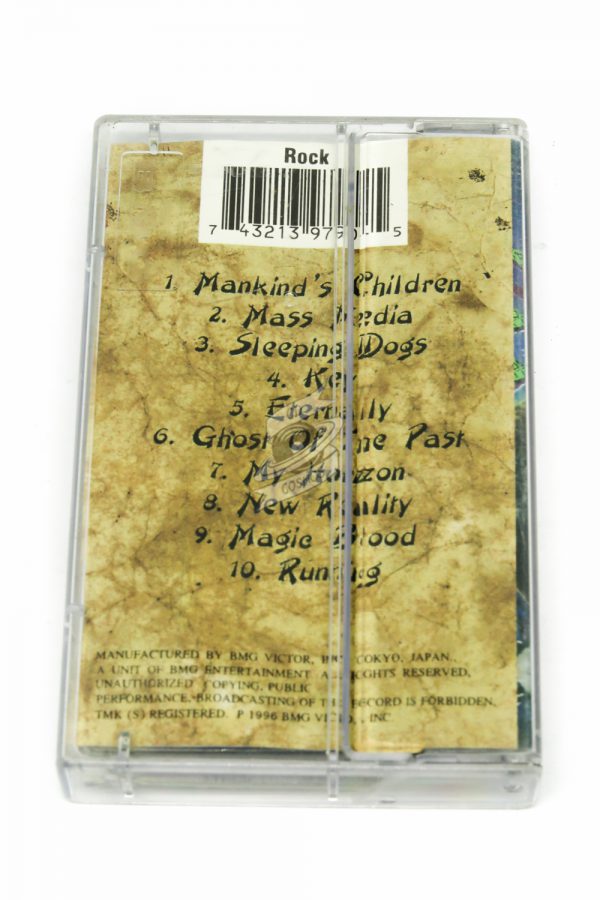 Rock
7 43213 9790 5
1. Mankind's Children
2. Mass Media
3. Sleeping Dogs
4. Key
5. Eternally
6. Ghost Of The Past
7. My Horizon
8. New Reality
9. Magic Blood
10. Running
MANUFACTURED BY BMG VICTOR, INC. TOKYO, JAPAN.,
A UNIT OF BMG ENTERTAINMENT ALL RIGHTS RESERVED,
UNAUTHORIZED COPYING, PUBLIC
PERFORMANCE, BROADCASTING OF THE RECORD IS FORBIDDEN.
TMK (S) REGISTERED. P 1996 BMG VICTOR, INC